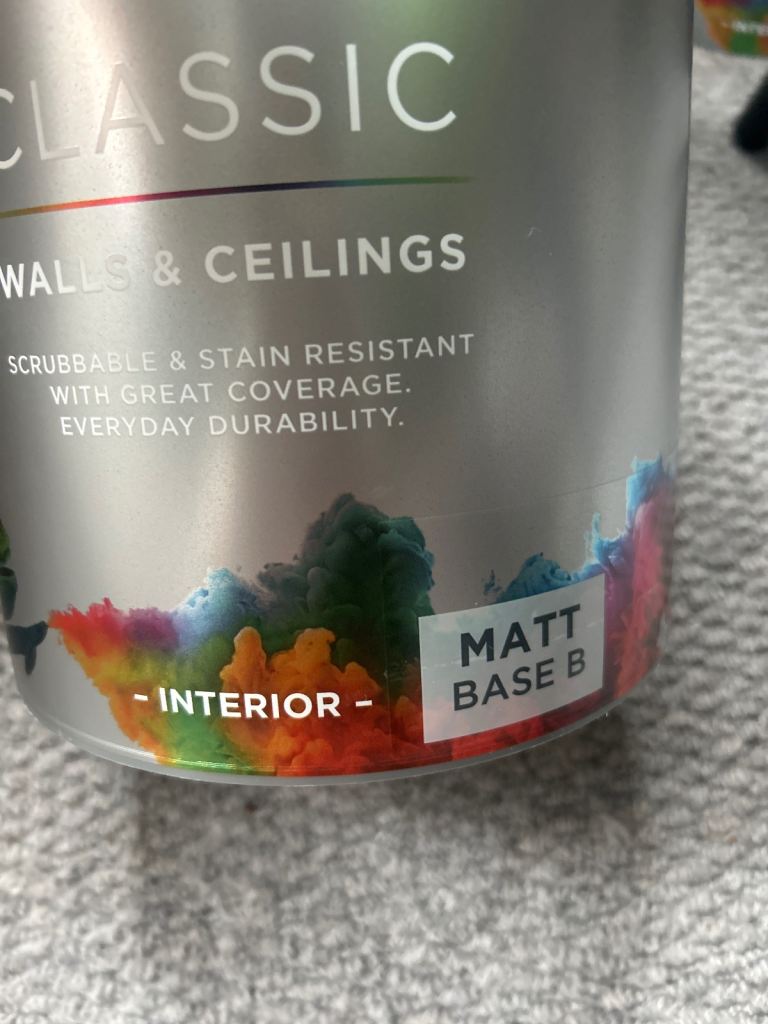 CLASSIC
WALLS & CEILINGS
SCRUBBABLE & STAIN RESISTANT
WITH GREAT COVERAGE.
EVERYDAY DURABILITY.
– INTERIOR –
MATT
BASE B